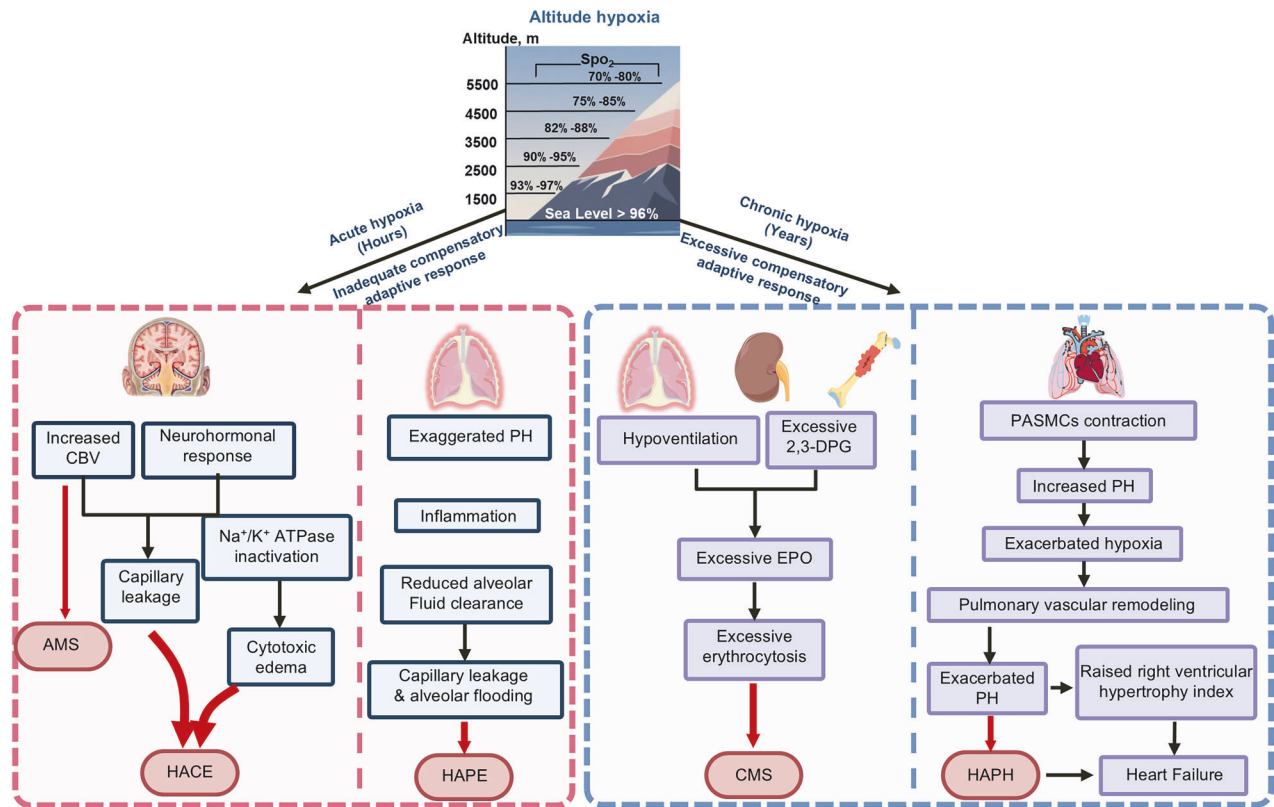 Altitude hypoxia
Altitude, m
Spo₂
70% -80%
5500
75% -85%
4500
82% -88%
3500
90% -95%
2500
93% -97%
1500
Sea Level > 96%
Acute hypoxia
(Hours)
Inadequate compensatory
adaptive response
Chronic hypoxia
(Years)
Excessive compensatory
adaptive response
Increased
CBV
Neurohormonal
response
Na⁺/K⁺ ATPase
inactivation
Capillary
leakage
AMS
Cytotoxic
edema
HACE
Exaggerated PH
Inflammation
Reduced alveolar
Fluid clearance
Capillary leakage
& alveolar flooding
HAPE
Hypoventilation
Excessive
2,3-DPG
Excessive EPO
Excessive
erythrocytosis
CMS
PASMCs contraction
Increased PH
Exacerbated hypoxia
Pulmonary vascular remodeling
Exacerbated
PH
Raised right ventricular
hypertrophy index
HAPH
Heart Failure